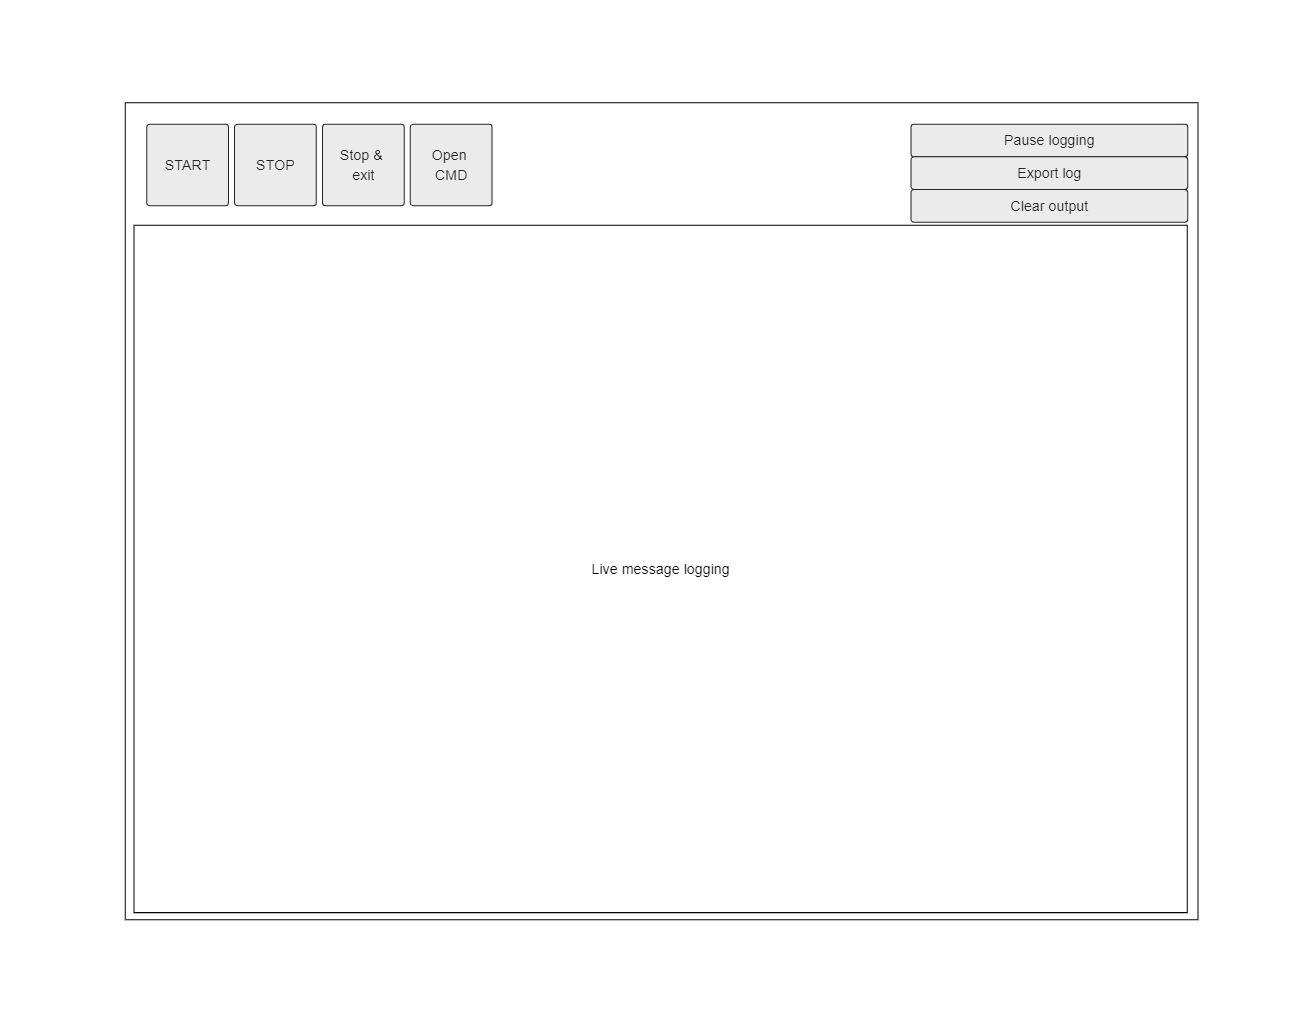 START
STOP
Stop &
exit
Open
CMD
Pause logging
Export log
Clear output
Live message logging